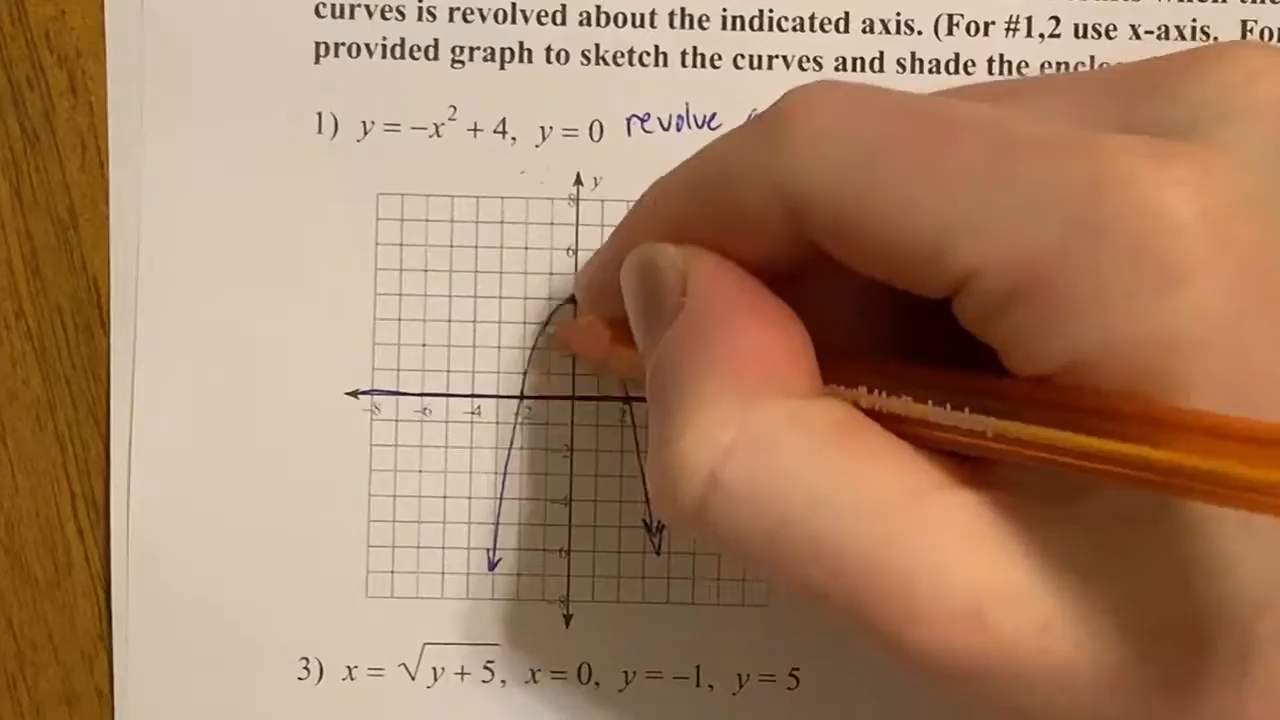 curves is revolved about the indicated axis. (For #1,2 use x-axis. For
provided graph to sketch the curves and shade the
1) y = -x² + 4, y = 0 revolve
y
8
6
-8 -6 -4 -2 2
-2
-4
-6
-8
3) x = √(y + 5), x = 0, y = -1, y = 5